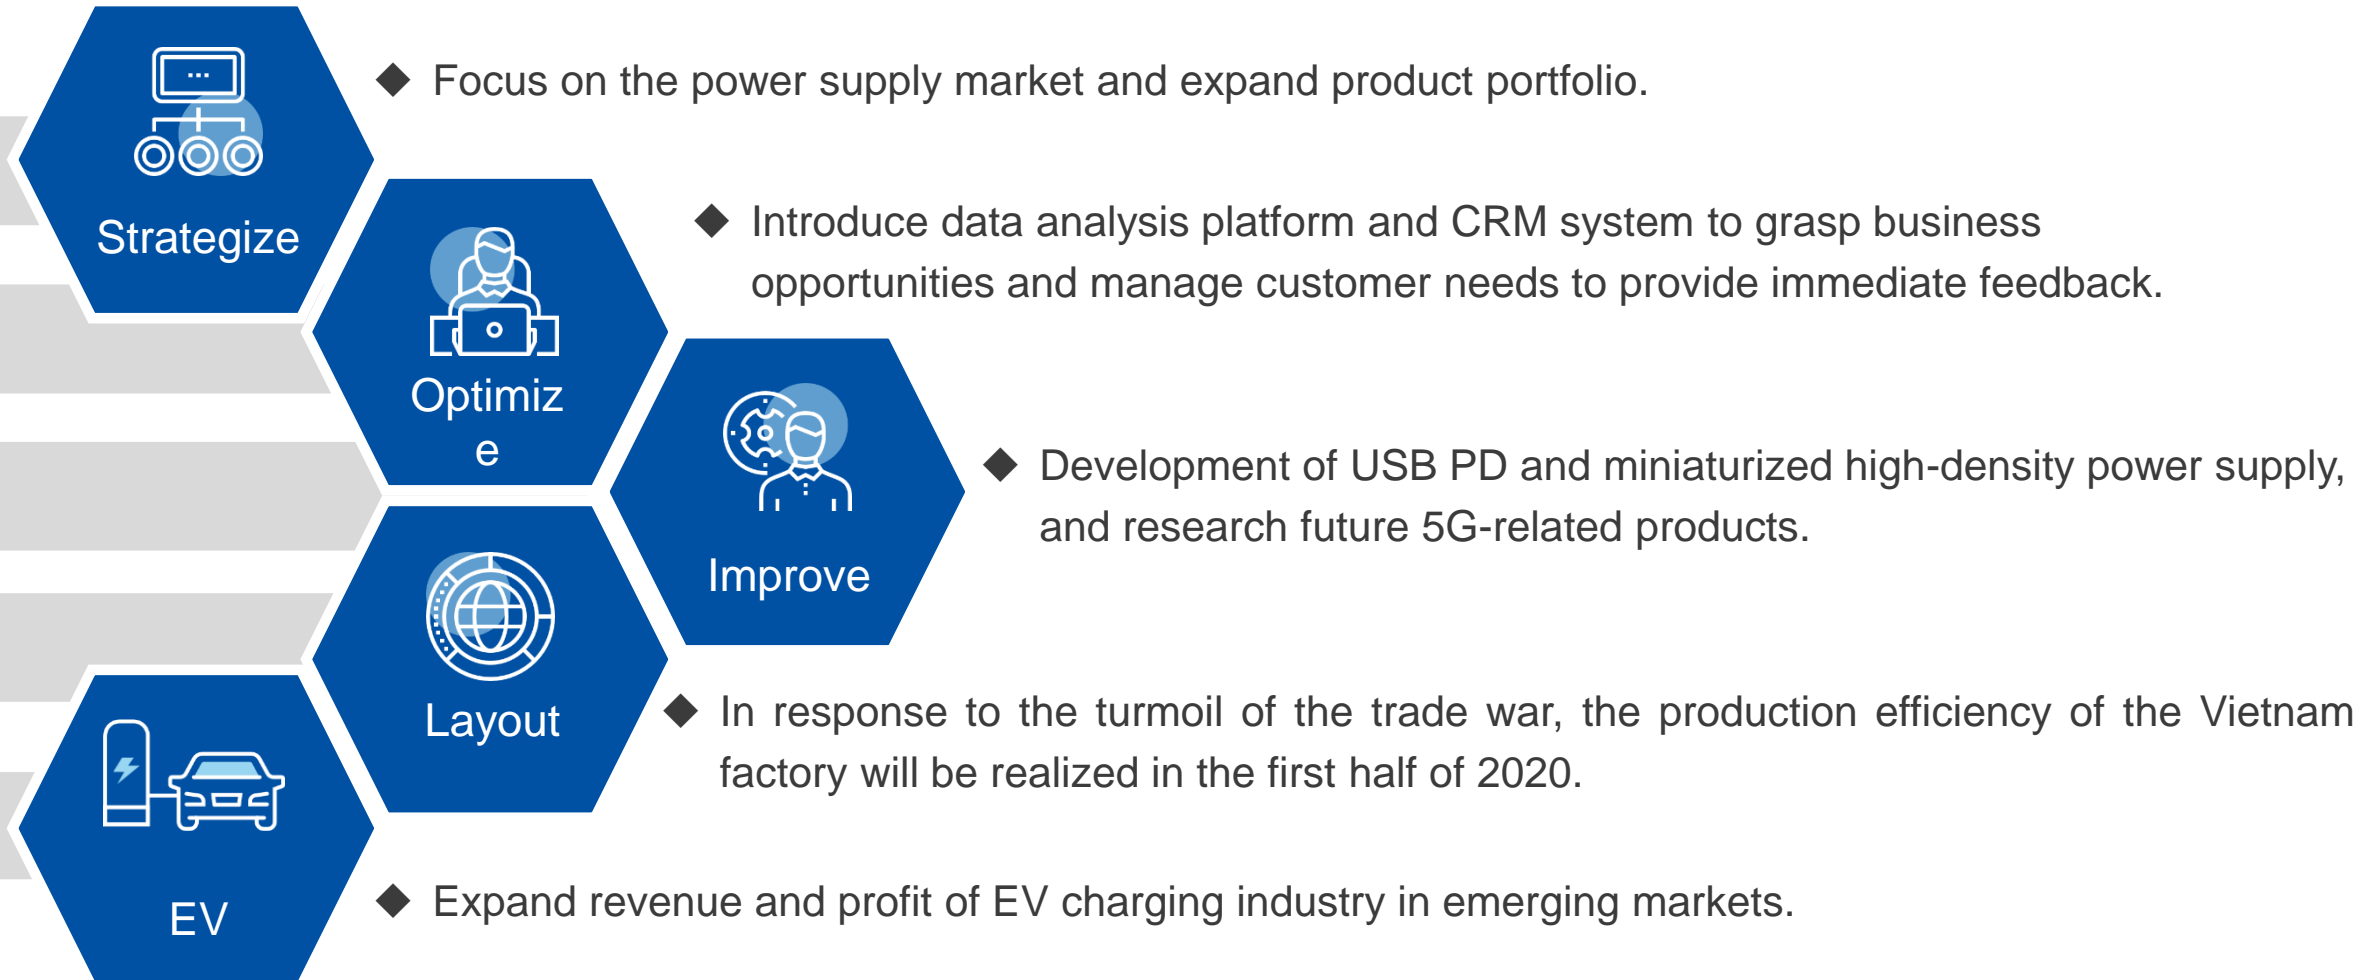 Strategize
◆ Focus on the power supply market and expand product portfolio.
Optimiz
e
◆ Introduce data analysis platform and CRM system to grasp business
opportunities and manage customer needs to provide immediate feedback.
Improve
◆ Development of USB PD and miniaturized high-density power supply,
and research future 5G-related products.
Layout
◆ In response to the turmoil of the trade war, the production efficiency of the Vietnam
factory will be realized in the first half of 2020.
EV
◆ Expand revenue and profit of EV charging industry in emerging markets.